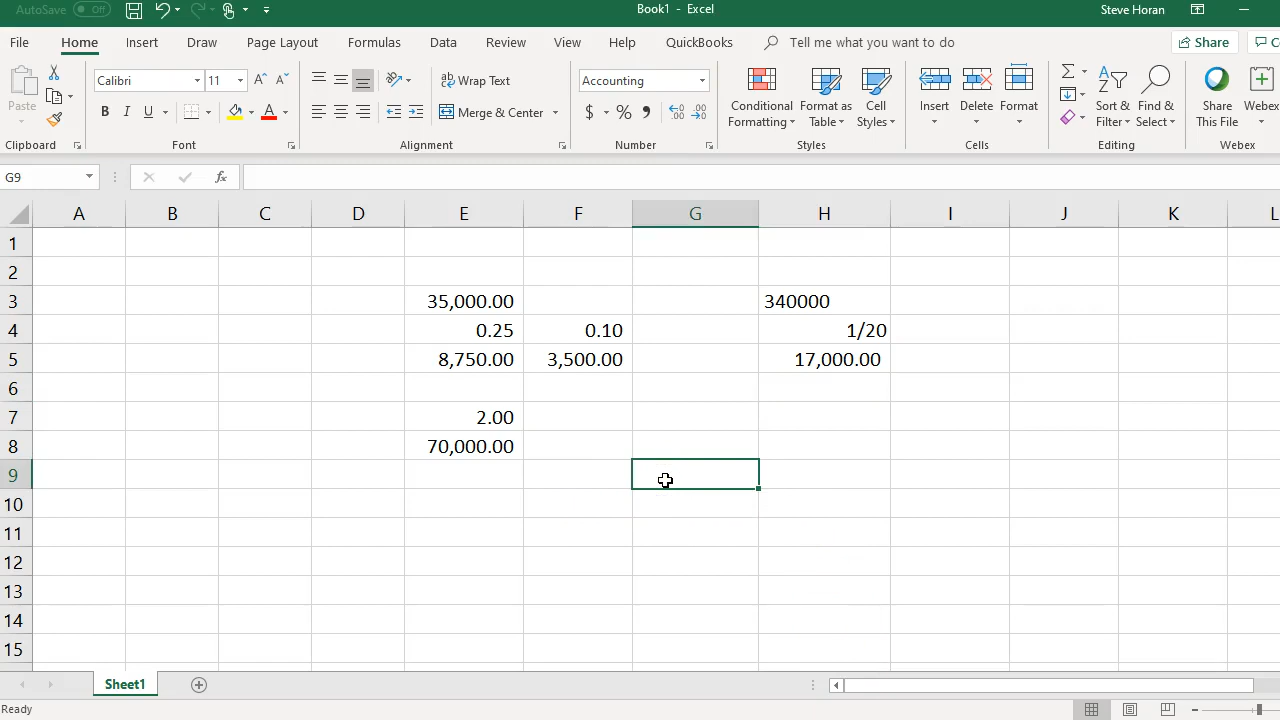 AutoSave Off Book1 - Excel Steve Horan
File Home Insert Draw Page Layout Formulas Data Review View Help QuickBooks Tell me what you want to do Share
Paste Calibri 11 Wrap Text Accounting Conditional Formatting Format as Table Cell Styles Insert Delete Format Sort & Filter Find & Select Share This File Webex
B I U Merge & Center $ % ,
Clipboard Font Alignment Number Styles Cells Editing Webex
G9 fx
A B C D E F G H I J K L
1
2
3 35,000.00 340000
4 0.25 0.10 1/20
5 8,750.00 3,500.00 17,000.00
6
7 2.00
8 70,000.00
9
10
11
12
13
14
15
Sheet1
Ready